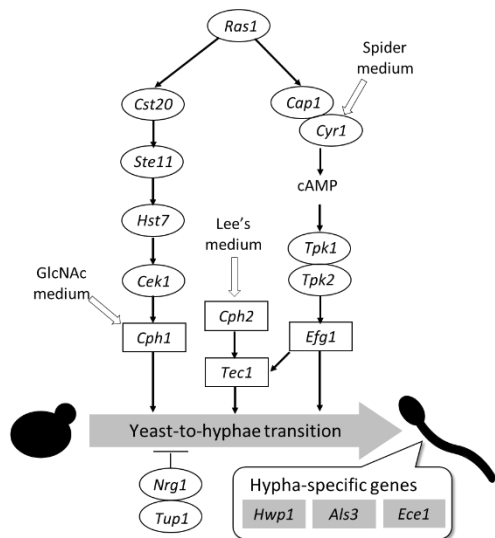 Ras1
Spider
medium
Cst20
Cap1
Cyr1
Ste11
cAMP
Hst7
Lee's
medium
Tpk1
GlcNAc
medium
Cek1
Tpk2
Cph2
Cph1
Efg1
Tec1
Yeast-to-hyphae transition
Nrg1
Tup1
Hypha-specific genes
Hwp1 Als3 Ece1